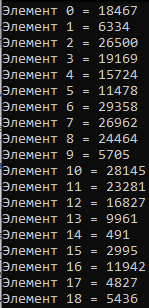 Элемент 0 = 18467
Элемент 1 = 6334
Элемент 2 = 26500
Элемент 3 = 19169
Элемент 4 = 15724
Элемент 5 = 11478
Элемент 6 = 29358
Элемент 7 = 26962
Элемент 8 = 24464
Элемент 9 = 5705
Элемент 10 = 28145
Элемент 11 = 23281
Элемент 12 = 16827
Элемент 13 = 9961
Элемент 14 = 491
Элемент 15 = 2995
Элемент 16 = 11942
Элемент 17 = 4827
Элемент 18 = 5436